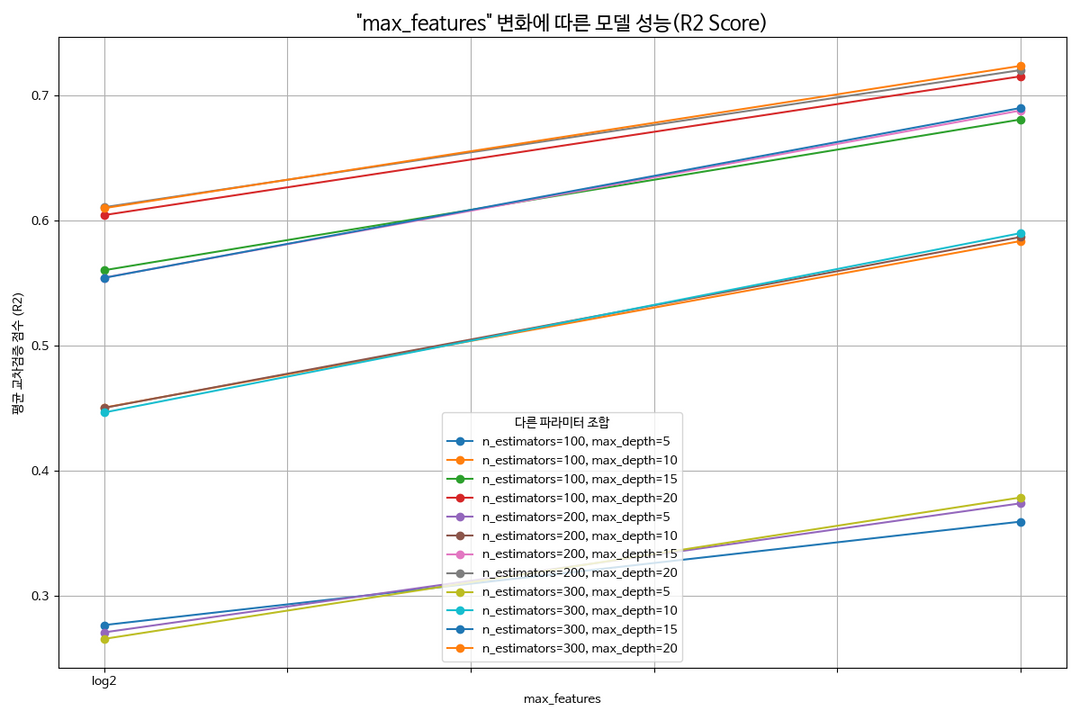 "max_features" 변화에 따른 모델 성능(R2 Score)
0.7
0.6
0.5
0.4
0.3
평균 교차검증 점수 (R2)
다른 파라미터 조합
n_estimators=100, max_depth=5
n_estimators=100, max_depth=10
n_estimators=100, max_depth=15
n_estimators=100, max_depth=20
n_estimators=200, max_depth=5
n_estimators=200, max_depth=10
n_estimators=200, max_depth=15
n_estimators=200, max_depth=20
n_estimators=300, max_depth=5
n_estimators=300, max_depth=10
n_estimators=300, max_depth=15
n_estimators=300, max_depth=20
log2
max_features